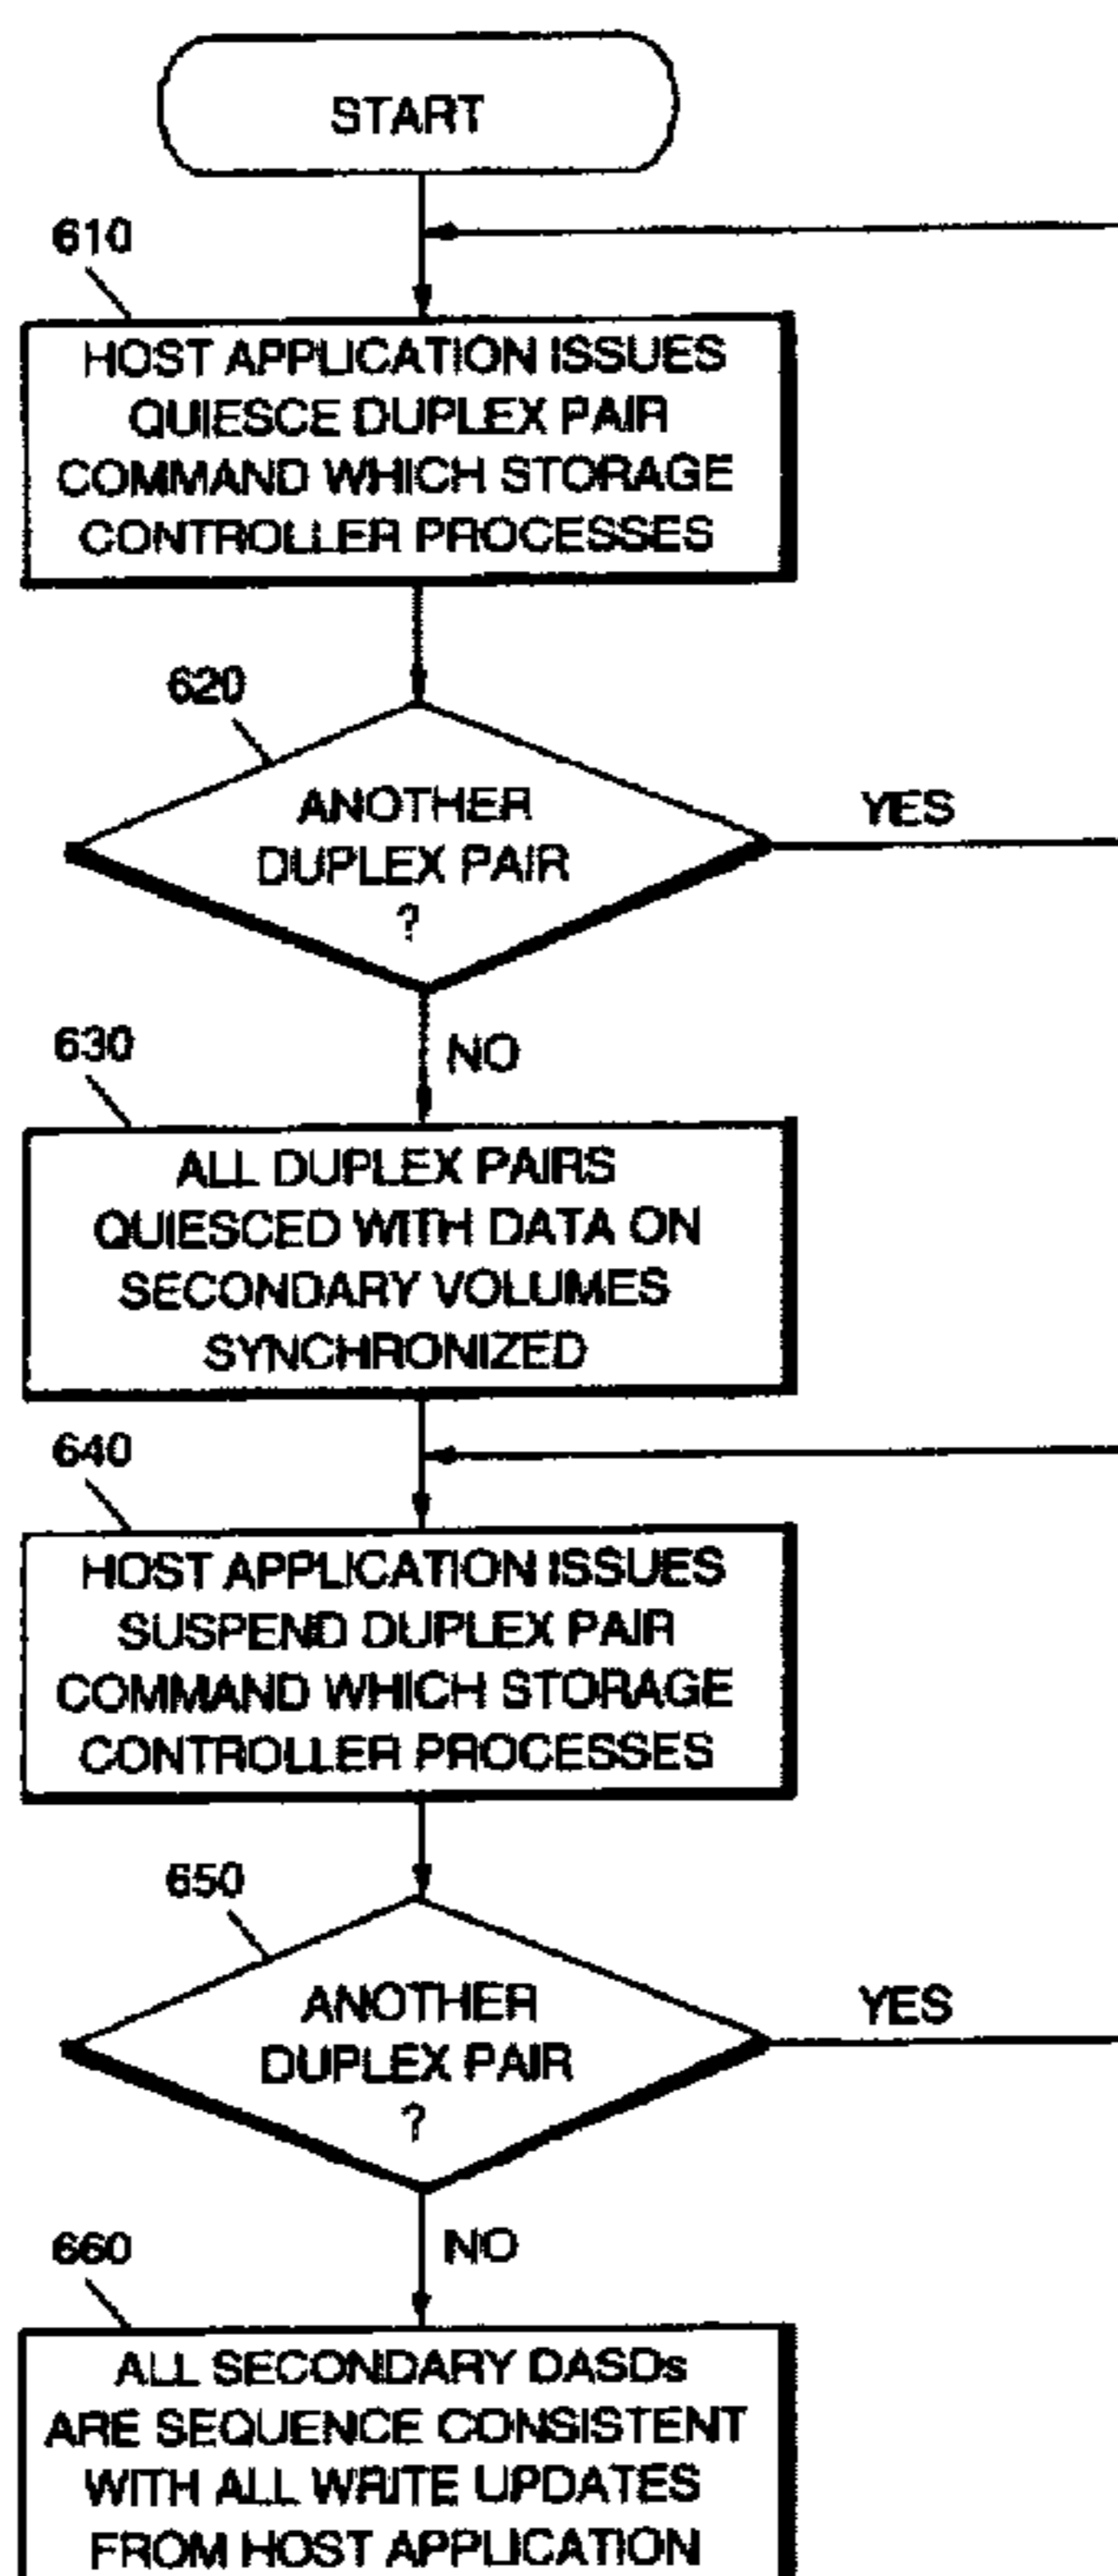 START
610
HOST APPLICATION ISSUES
QUIESCE DUPLEX PAIR
COMMAND WHICH STORAGE
CONTROLLER PROCESSES
620
ANOTHER
DUPLEX PAIR
?
YES
NO
630
ALL DUPLEX PAIRS
QUIESCED WITH DATA ON
SECONDARY VOLUMES
SYNCHRONIZED
640
HOST APPLICATION ISSUES
SUSPEND DUPLEX PAIR
COMMAND WHICH STORAGE
CONTROLLER PROCESSES
650
ANOTHER
DUPLEX PAIR
?
YES
NO
660
ALL SECONDARY DASDs
ARE SEQUENCE CONSISTENT
WITH ALL WRITE UPDATES
FROM HOST APPLICATION